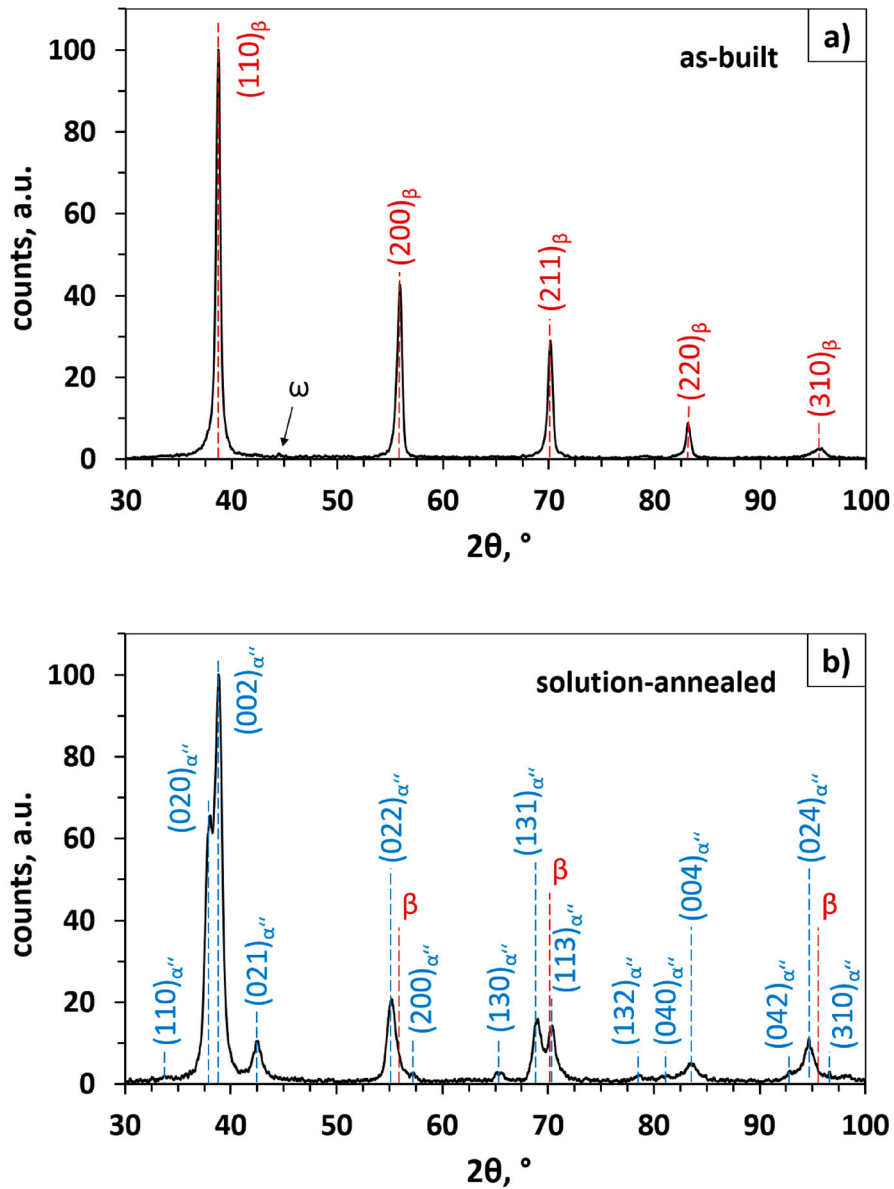 a)
as-built
counts, a.u.
100
80
60
40
20
0
(110)β
(200)β
(211)β
(220)β
(310)β
ω
30 40 50 60 70 80 90 100
2θ, °
b)
solution-annealed
counts, a.u.
100
80
60
40
20
0
(110)α″
(020)α″
(002)α″
(021)α″
(022)α″
β
(200)α″
(130)α″
(131)α″
β
(113)α″
(132)α″
(040)α″
(004)α″
(042)α″
(024)α″
β
(310)α″
30 40 50 60 70 80 90 100
2θ, °